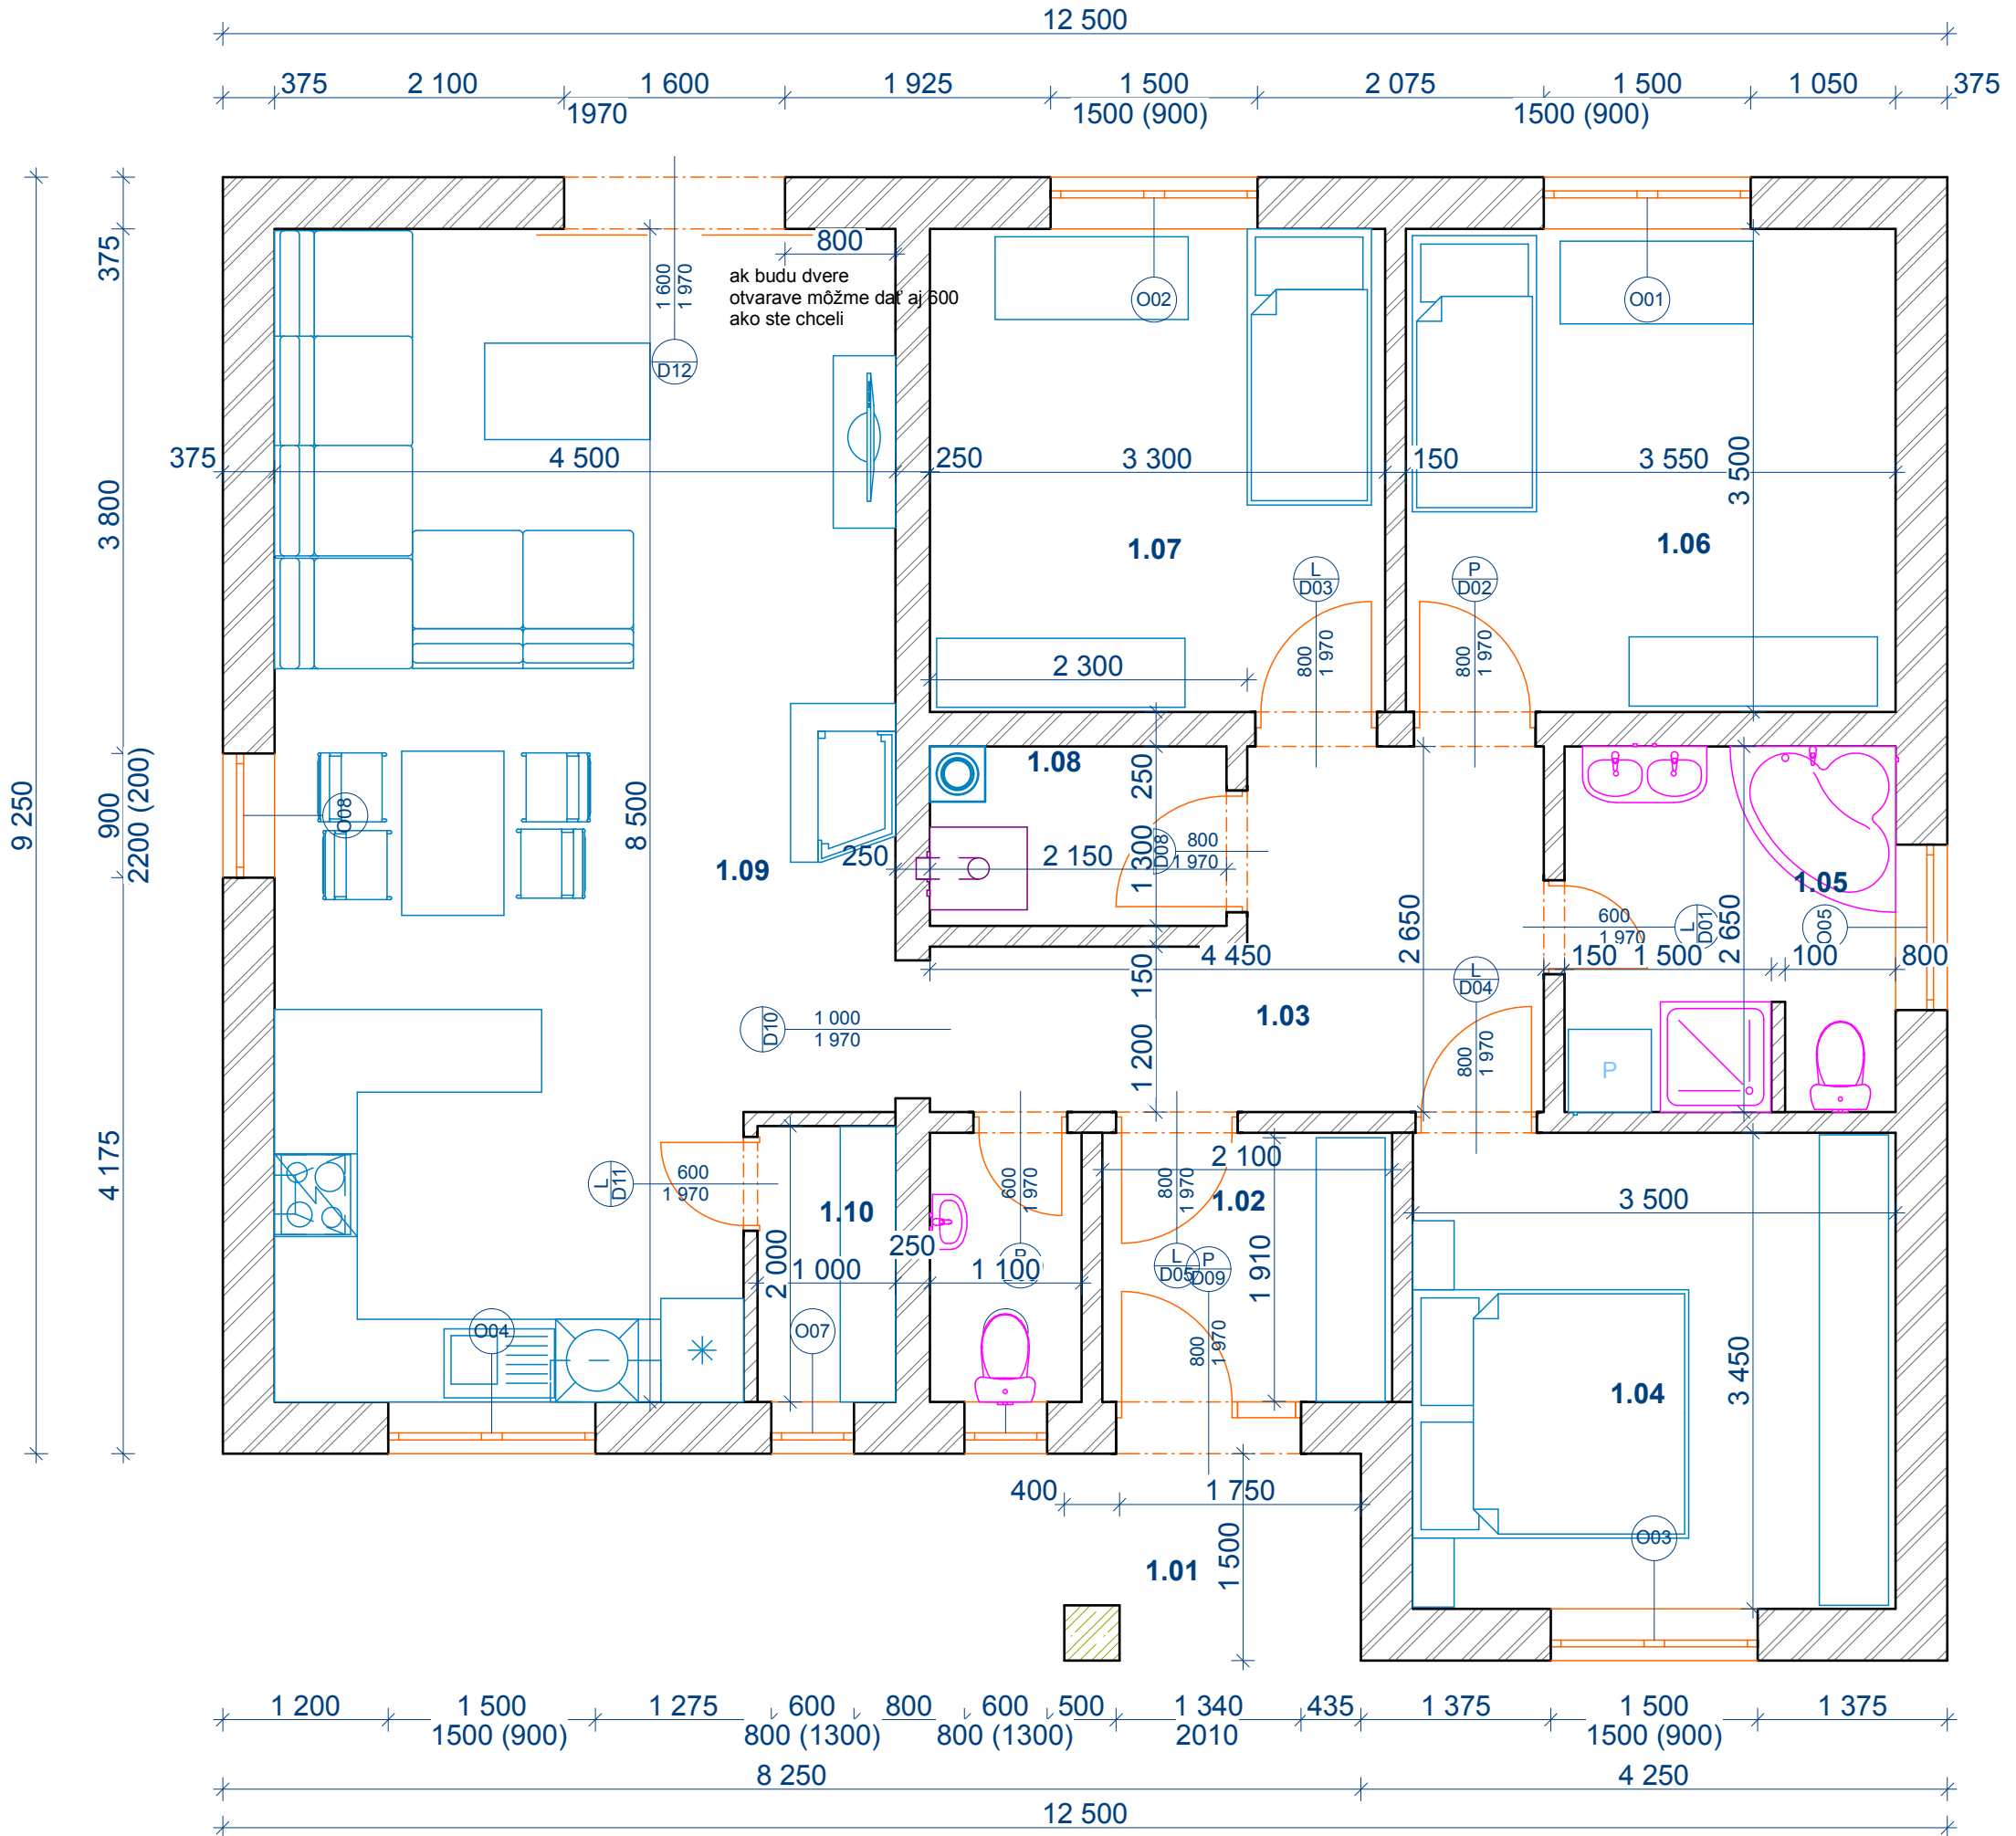 12 500
375 2 100 1 600 1 925 1 500 2 075 1 500 1 050 375
1970 1500 (900) 1500 (900)
375
3 800
900
2200 (200)
4 175
9 250
800
ak budu dvere
otvarave môžme dať aj 600
ako ste chceli
1 600
1 970
D12
O02
O01
375 4 500 250 3 300 150 3 550
3 500
1.07
1.06
L
D03
P
D02
800
1 970
800
1 970
2 300
1.08
250
O08
8 500
1.09
250
2 150
1 300
D08
800
1 970
2 650
1.05
600
1 970
L
D01
2 650
O05
4 450
150 1 500 100 800
150
L
D04
1.03
D10
1 000
1 970
1 200
800
1 970
P
2 100
L
D11
600
1 970
600
1 970
800
1 970
1.02
3 500
1.10
250
2 000
1 000
1 100
P
L
D05
P
D09
1 910
O04
O07
800
1 970
3 450
1.04
400 1 750
1 500
1.01
O03
1 200 1 500 1 275 600 800 600 500 1 340 435 1 375 1 500 1 375
1500 (900) 800 (1300) 800 (1300) 2010 1500 (900)
8 250 4 250
12 500